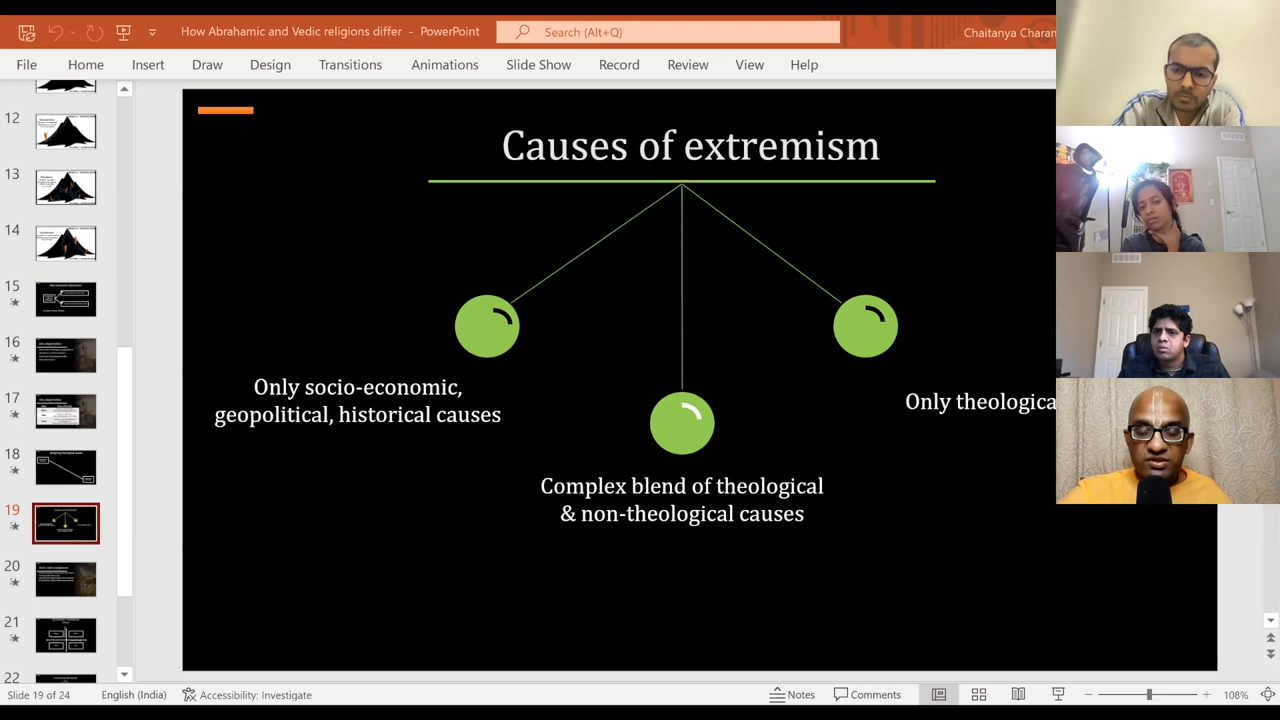 How Abrahamic and Vedic religions differ - PowerPoint
Search (Alt+Q)
Chaitanya Charan
File Home Insert Draw Design Transitions Animations Slide Show Record Review View Help
12
13
14
15
16
17
18
19
20
21
22
Causes of extremism
Only socio-economic,
geopolitical, historical causes
Only theologica
Complex blend of theological
& non-theological causes
Slide 19 of 24 English (India) Accessibility: Investigate Notes Comments 108%